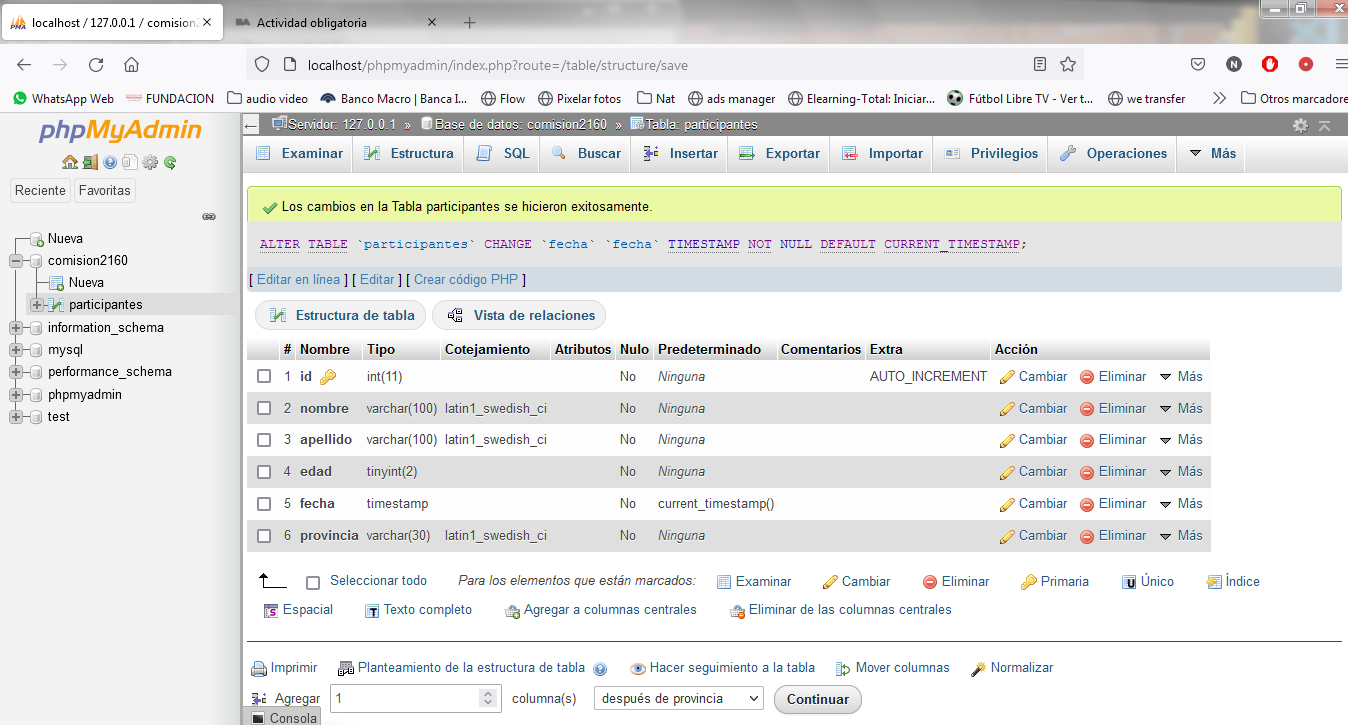 localhost / 127.0.0.1 / comision2
Actividad obligatoria
localhost/phpmyadmin/index.php?route=/table/structure/save
WhatsApp Web FUNDACION audio video Banco Macro | Banca I... Flow Pixelar fotos Nat ads manager Elearning-Total: Iniciar... Fútbol Libre TV - Ver t... we transfer Otros marcadore
phpMyAdmin
Reciente Favoritas
Nueva
comision2160
Nueva
participantes
information_schema
mysql
performance_schema
phpmyadmin
test
Servidor: 127.0.0.1 » Base de datos: comision2160 » Tabla: participantes
Examinar Estructura SQL Buscar Insertar Exportar Importar Privilegios Operaciones Más
Los cambios en la Tabla participantes se hicieron exitosamente.
ALTER TABLE `participantes` CHANGE `fecha` `fecha` TIMESTAMP NOT NULL DEFAULT CURRENT_TIMESTAMP;
[ Editar en línea ] [ Editar ] [ Crear código PHP ]
Estructura de tabla Vista de relaciones
# Nombre Tipo Cotejamiento Atributos Nulo Predeterminado Comentarios Extra Acción
1 id int(11) No Ninguna AUTO_INCREMENT Cambiar Eliminar Más
2 nombre varchar(100) latin1_swedish_ci No Ninguna Cambiar Eliminar Más
3 apellido varchar(100) latin1_swedish_ci No Ninguna Cambiar Eliminar Más
4 edad tinyint(2) No Ninguna Cambiar Eliminar Más
5 fecha timestamp No current_timestamp() Cambiar Eliminar Más
6 provincia varchar(30) latin1_swedish_ci No Ninguna Cambiar Eliminar Más
Seleccionar todo Para los elementos que están marcados: Examinar Cambiar Eliminar Primaria Único Índice
Espacial Texto completo Agregar a columnas centrales Eliminar de las columnas centrales
Imprimir Planteamiento de la estructura de tabla Hacer seguimiento a la tabla Mover columnas Normalizar
Agregar 1 columna(s) después de provincia Continuar
Consola